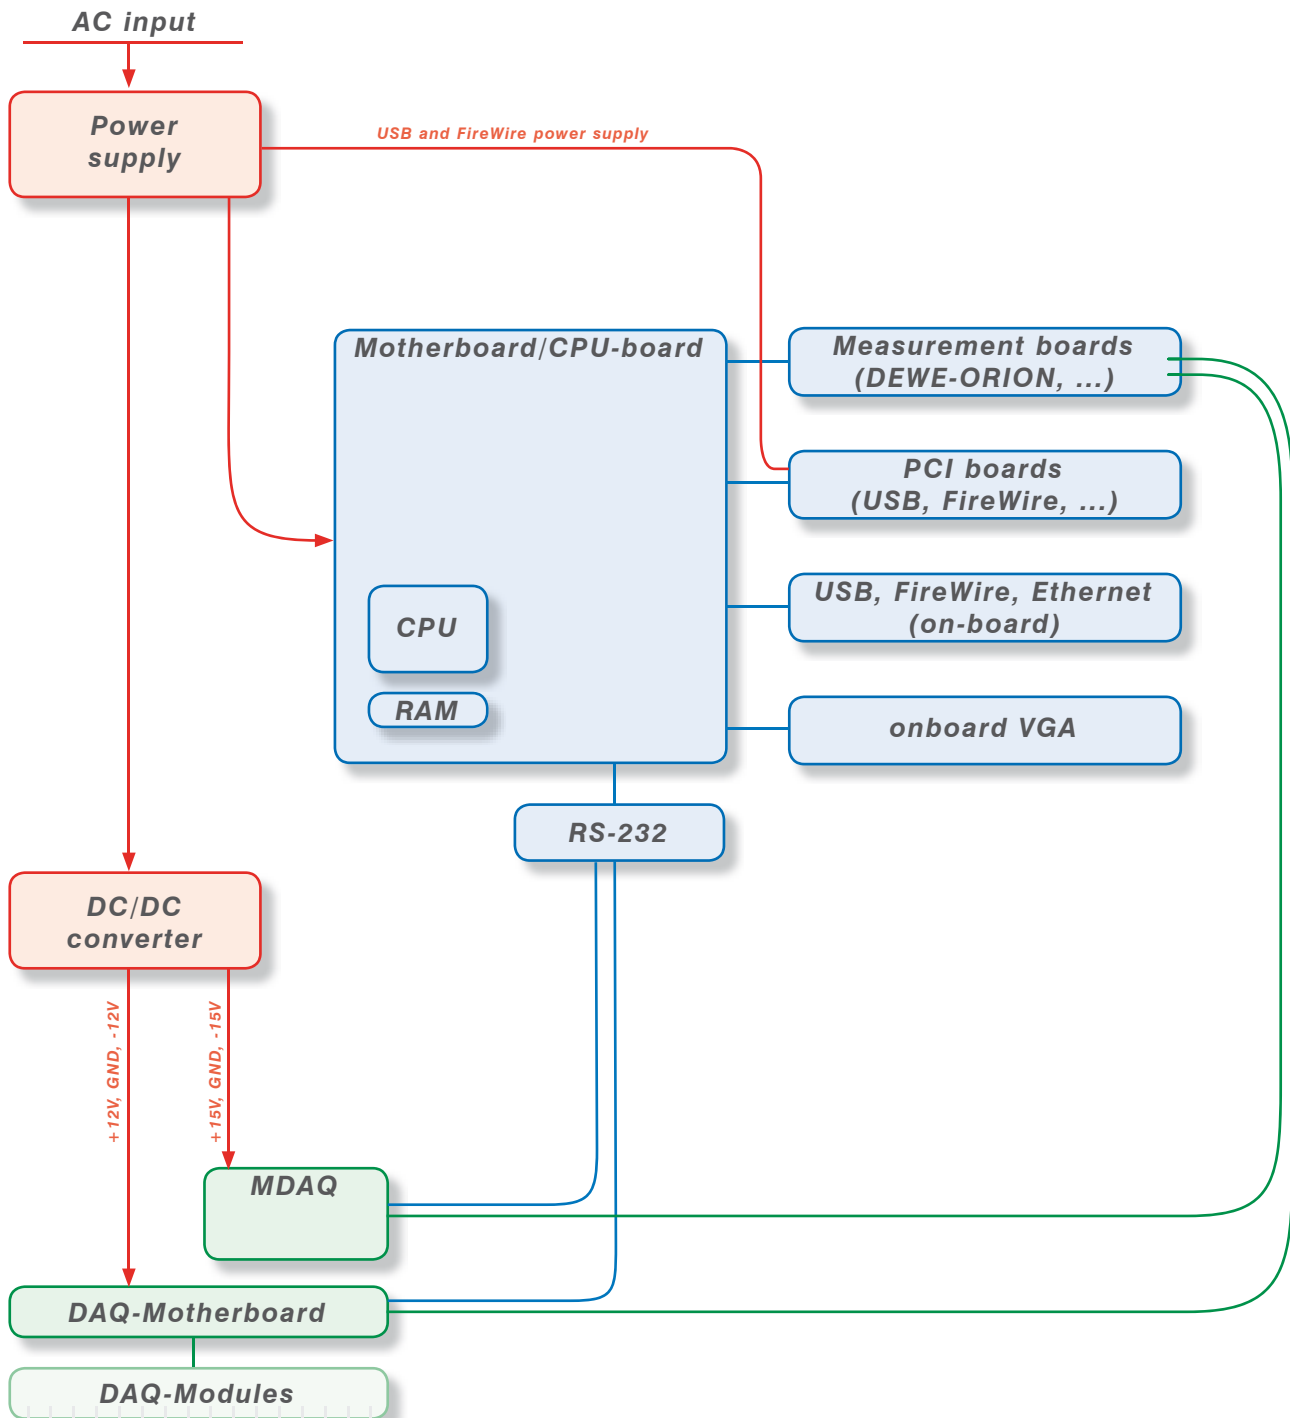 AC input
Power
supply
USB and FireWire power supply
Motherboard/CPU-board
Measurement boards
(DEWE-ORION, ...)
PCI boards
(USB, FireWire, ...)
USB, FireWire, Ethernet
(on-board)
CPU
RAM
onboard VGA
RS-232
DC/DC
converter
+12V, GND, -12V
+15V, GND, -15V
MDAQ
DAQ-Motherboard
DAQ-Modules